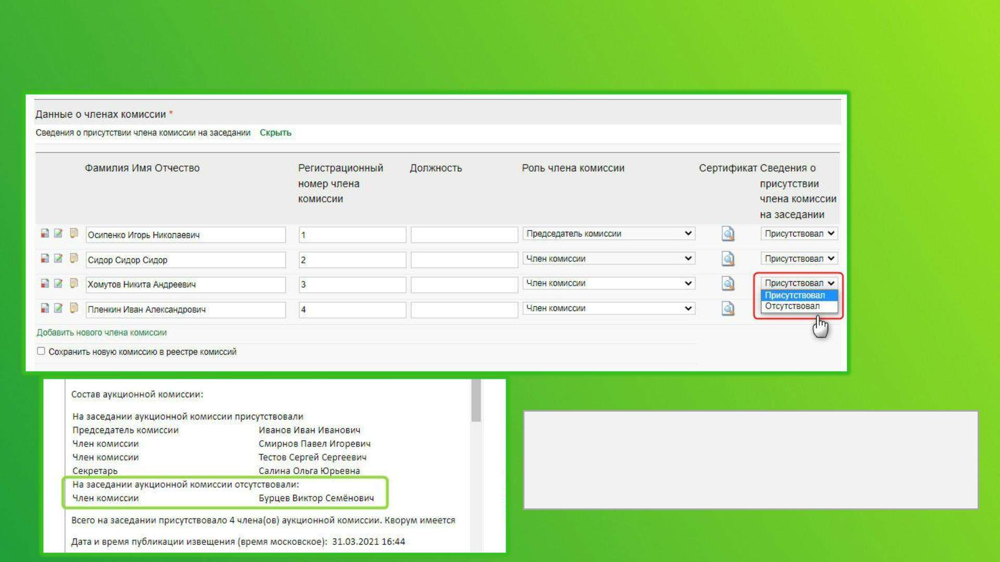 Данные о членах комиссии *
Сведения о присутствии члена комиссии на заседании Скрыть
Фамилия Имя Отчество
Регистрационный номер члена комиссии
Должность
Роль члена комиссии
Сертификат
Сведения о присутствии члена комиссии на заседании
Осипенко Игорь Николаевич 1 Председатель комиссии Присутствовал
Сидор Сидор Сидор 2 Член комиссии Присутствовал
Хомутов Никита Андреевич 3 Член комиссии Присутствовал
Присутствовал
Отсутствовал
Пленкин Иван Александрович 4 Член комиссии
Добавить нового члена комиссии
Сохранить новую комиссию в реестре комиссий
Состав аукционной комиссии:
На заседании аукционной комиссии присутствовали
Председатель комиссии Иванов Иван Иванович
Член комиссии Смирнов Павел Игоревич
Член комиссии Тестов Сергей Сергеевич
Секретарь Салина Ольга Юрьевна
На заседании аукционной комиссии отсутствовали:
Член комиссии Бурцев Виктор Семёнович
Всего на заседании присутствовало 4 члена(ов) аукционной комиссии. Кворум имеется
Дата и время публикации извещения (время московское): 31.03.2021 16:44